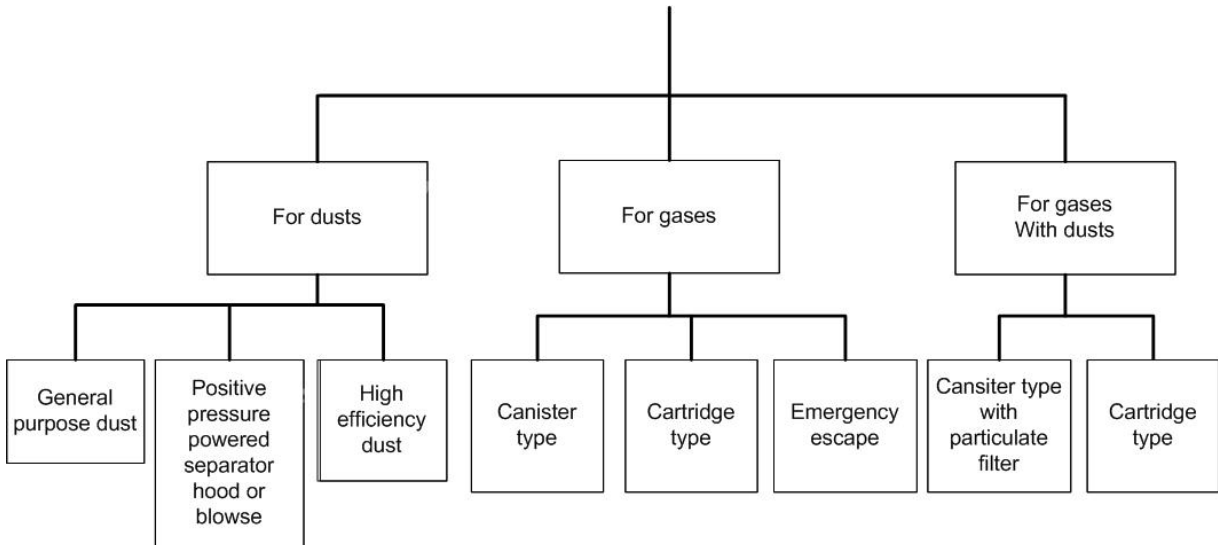 For dusts
For gases
For gases
With dusts
General
purpose dust
Positive
pressure
powered
separator
hood or
blowse
High
efficiency
dust
Canister
type
Cartridge
type
Emergency
escape
Cansiter type
with
particulate
filter
Cartridge
type